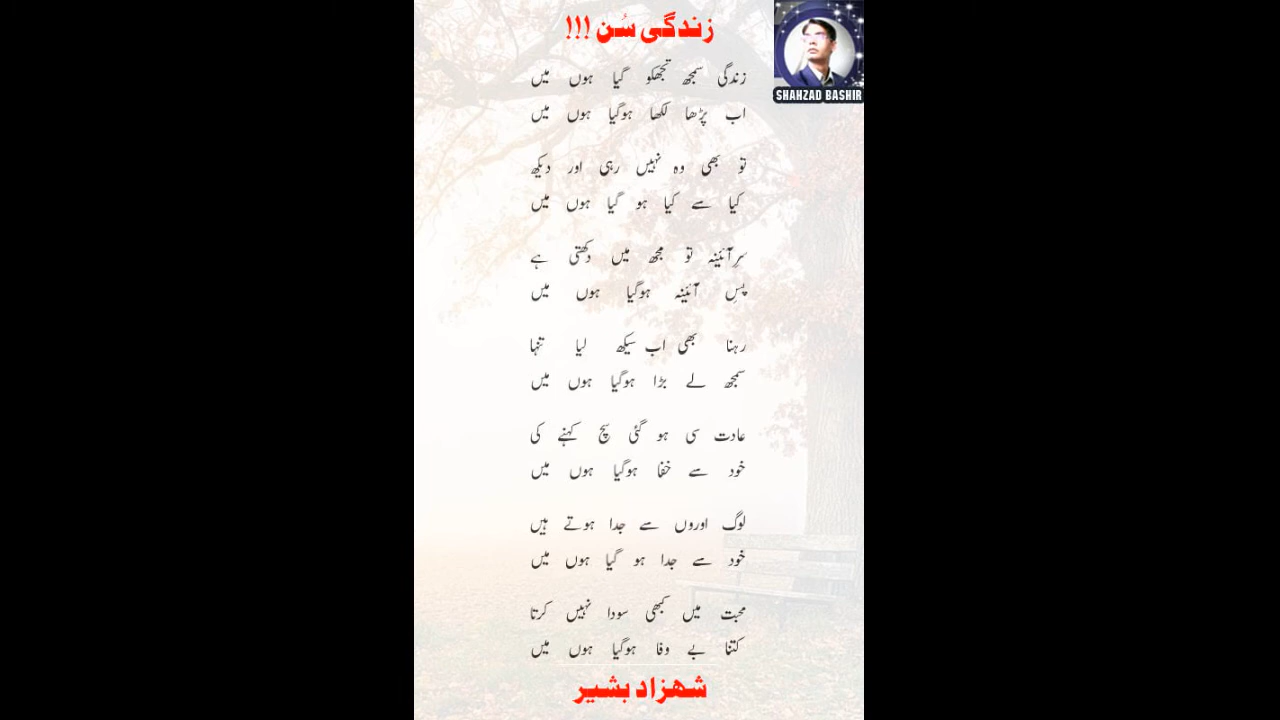 زندگی سُن !!!
SHAHZAD BASHIR
زندگی سمجھ تجھکو گیا ہوں میں
اب پڑھا لکھا ہوگیا ہوں میں
تو بھی وہ نہیں رہی اور دیکھ
کیا سے کیا ہو گیا ہوں میں
سرِآئینہ تو مجھ میں دکھتی ہے
پسِ آئینہ ہوگیا ہوں میں
رہنا بھی اب سیکھ لیا تنہا
سمجھ لے بڑا ہوگیا ہوں میں
عادت سی ہو گئی سچ کہنے کی
خود سے خفا ہوگیا ہوں میں
لوگ اوروں سے جدا ہوتے ہیں
خود سے جدا ہو گیا ہوں میں
محبت میں کبھی سودا نہیں کرتا
کتنا بے وفا ہوگیا ہوں میں
شہزاد بشیر